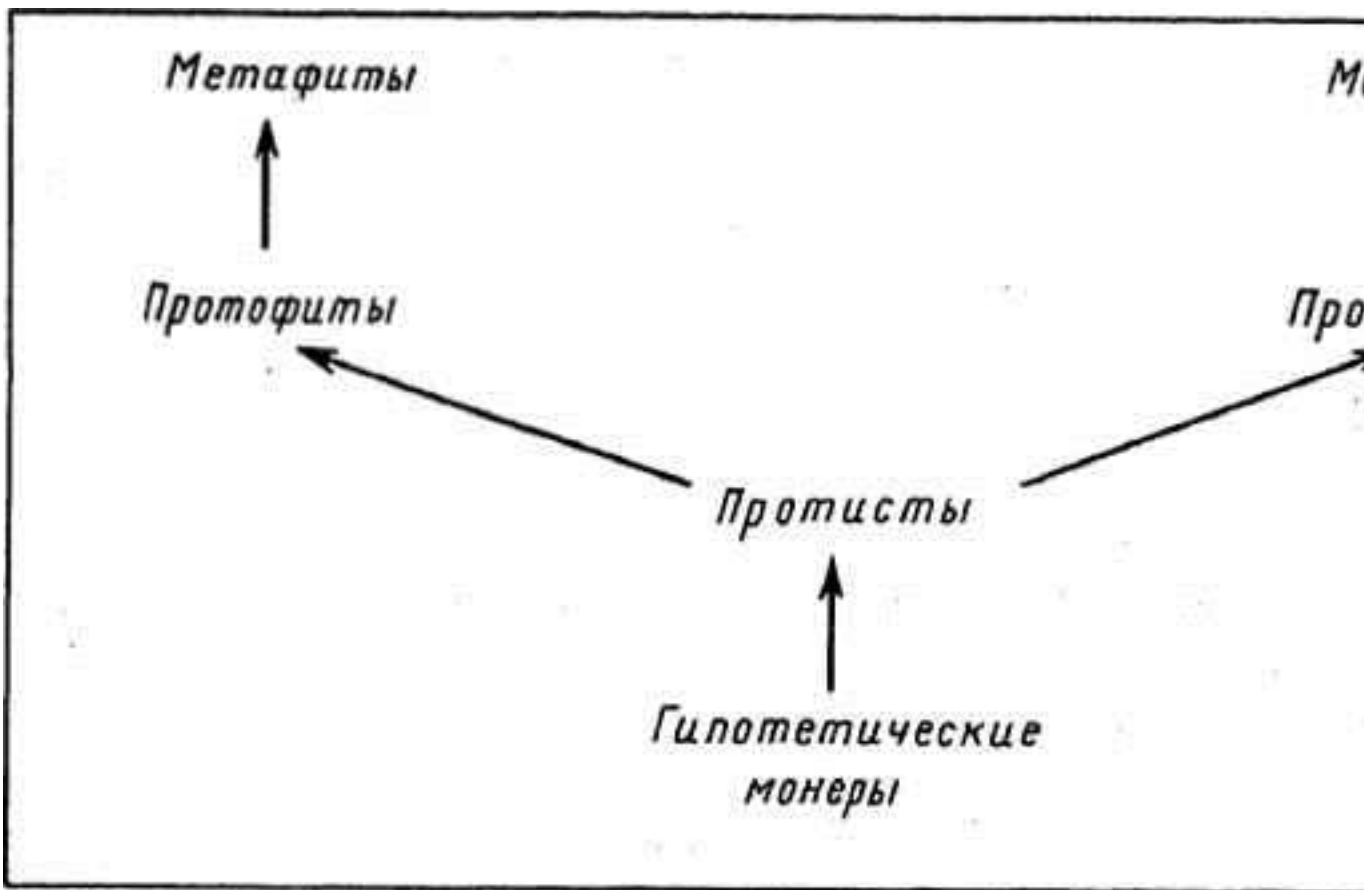 Метафиты
Протофиты
Протисты
Гипотетические
монеры